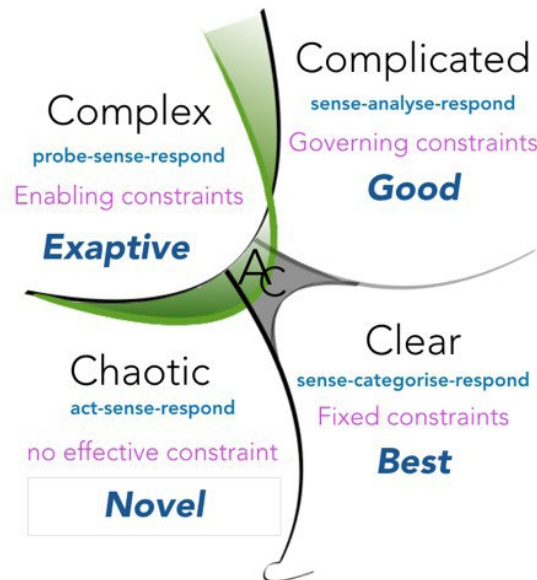 Complex
probe-sense-respond
Enabling constraints
Exaptive
Complicated
sense-analyse-respond
Governing constraints
Good
A
C
Chaotic
act-sense-respond
no effective constraint
Novel
Clear
sense-categorise-respond
Fixed constraints
Best